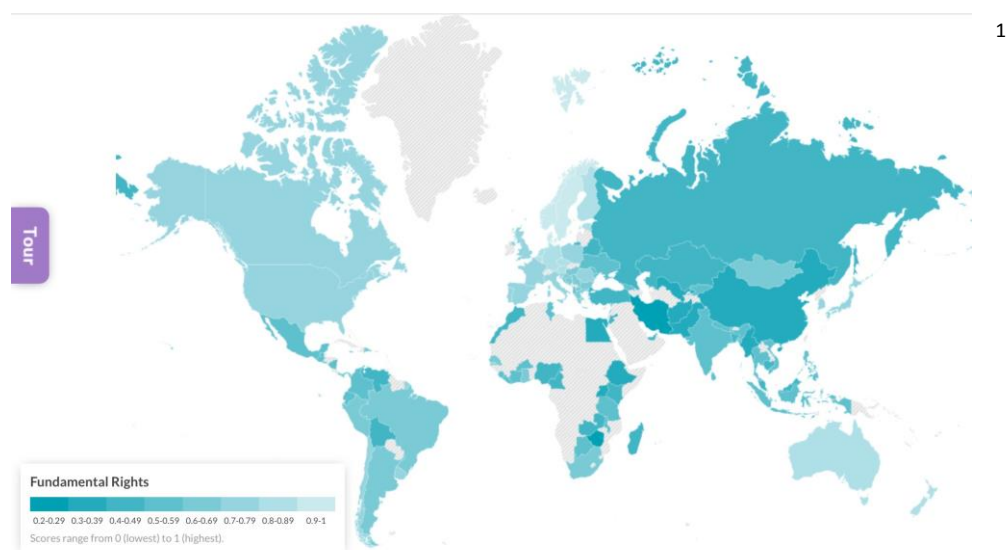 1
Tour
Fundamental Rights
0.2-0.29 0.3-0.39 0.4-0.49 0.5-0.59 0.6-0.69 0.7-0.79 0.8-0.89 0.9-1
Scores range from 0 (lowest) to 1 (highest).